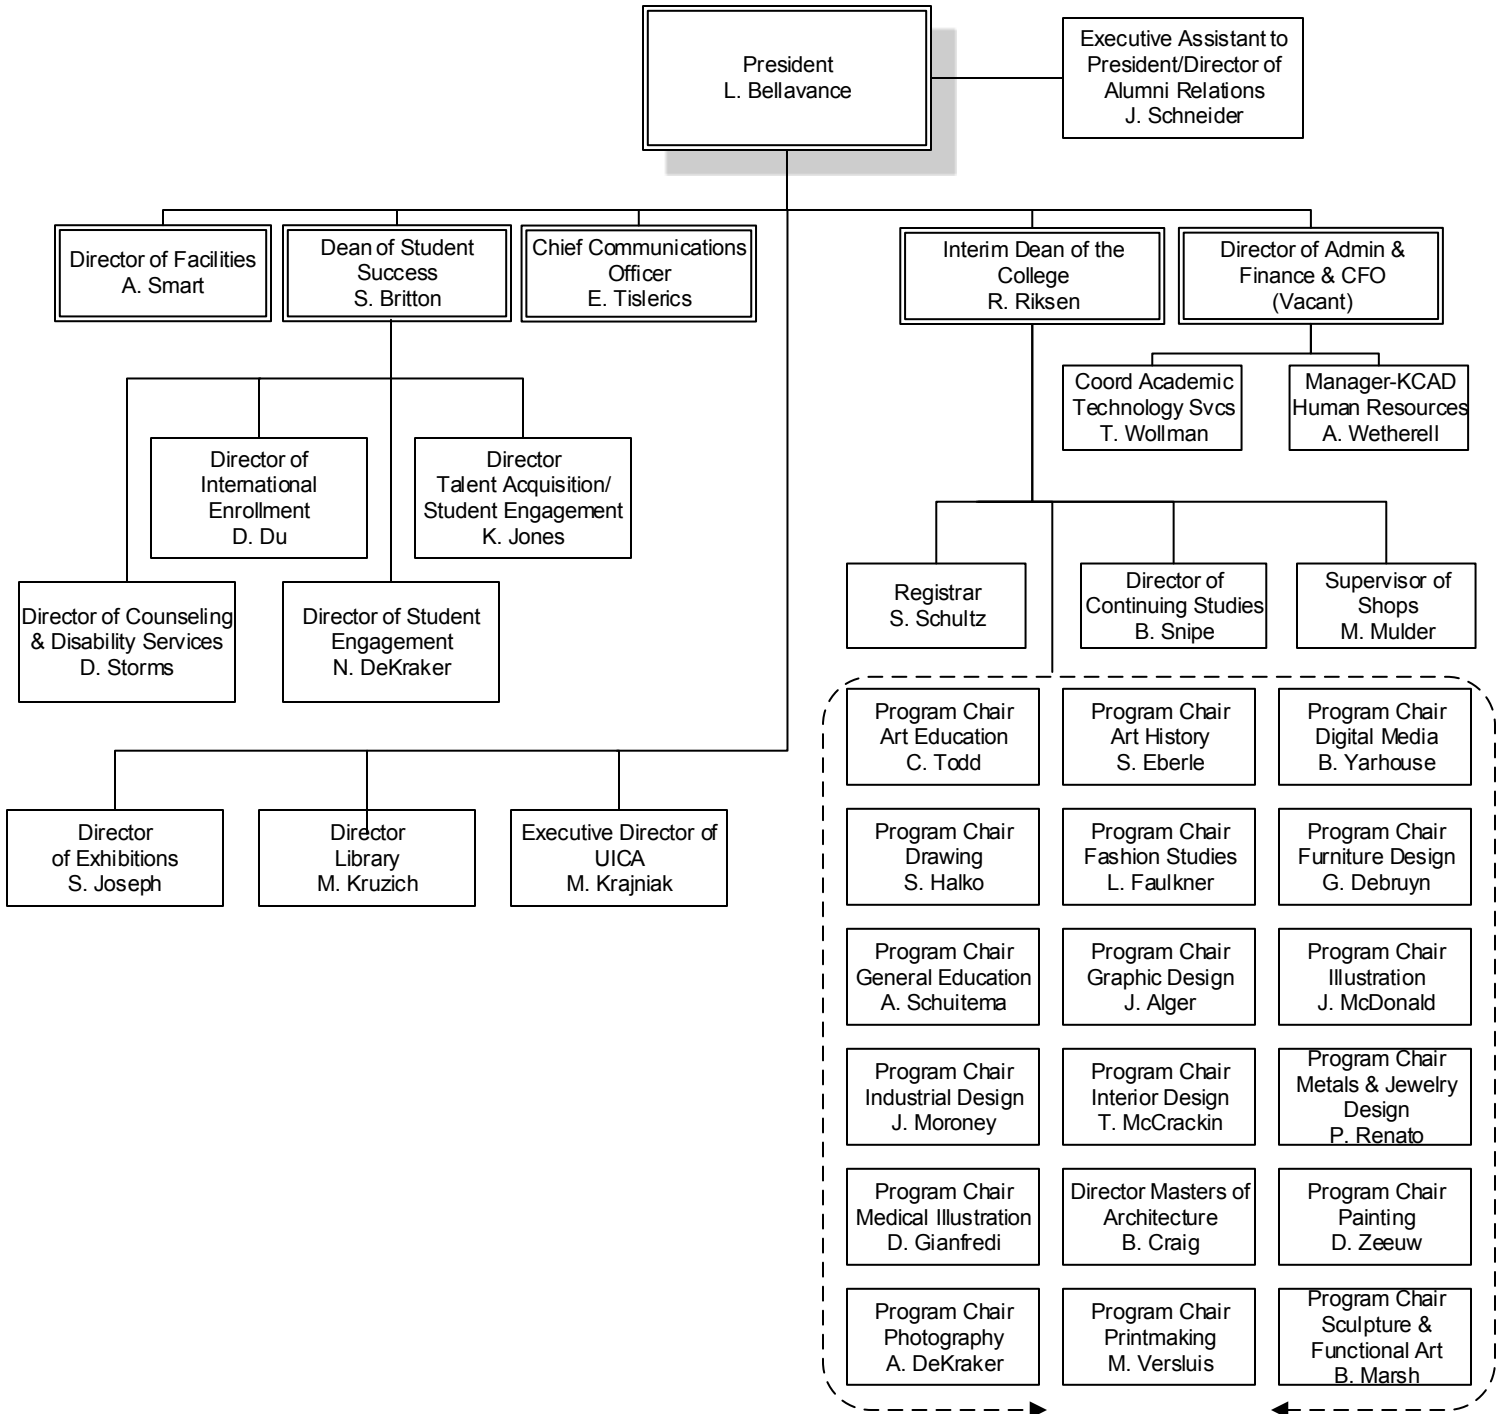 President
L. Bellavance
Executive Assistant to
President/Director of
Alumni Relations
J. Schneider
Director of Facilities
A. Smart
Dean of Student
Success
S. Britton
Chief Communications
Officer
E. Tislerics
Interim Dean of the
College
R. Riksen
Director of Admin &
Finance & CFO
(Vacant)
Coord Academic
Technology Svcs
T. Wollman
Manager-KCAD
Human Resources
A. Wetherell
Director of
International
Enrollment
D. Du
Director
Talent Acquisition/
Student Engagement
K. Jones
Director of Counseling
& Disability Services
D. Storms
Director of Student
Engagement
N. DeKraker
Registrar
S. Schultz
Director of
Continuing Studies
B. Snipe
Supervisor of
Shops
M. Mulder
Director
of Exhibitions
S. Joseph
Director
Library
M. Kruzich
Executive Director of
UICA
M. Krajniak
Program Chair
Art Education
C. Todd
Program Chair
Art History
S. Eberle
Program Chair
Digital Media
B. Yarhouse
Program Chair
Drawing
S. Halko
Program Chair
Fashion Studies
L. Faulkner
Program Chair
Furniture Design
G. Debruyn
Program Chair
General Education
A. Schuitema
Program Chair
Graphic Design
J. Alger
Program Chair
Illustration
J. McDonald
Program Chair
Industrial Design
J. Moroney
Program Chair
Interior Design
T. McCrackin
Program Chair
Metals & Jewelry
Design
P. Renato
Program Chair
Medical Illustration
D. Gianfredi
Director Masters of
Architecture
B. Craig
Program Chair
Painting
D. Zeeuw
Program Chair
Photography
A. DeKraker
Program Chair
Printmaking
M. Versluis
Program Chair
Sculpture &
Functional Art
B. Marsh